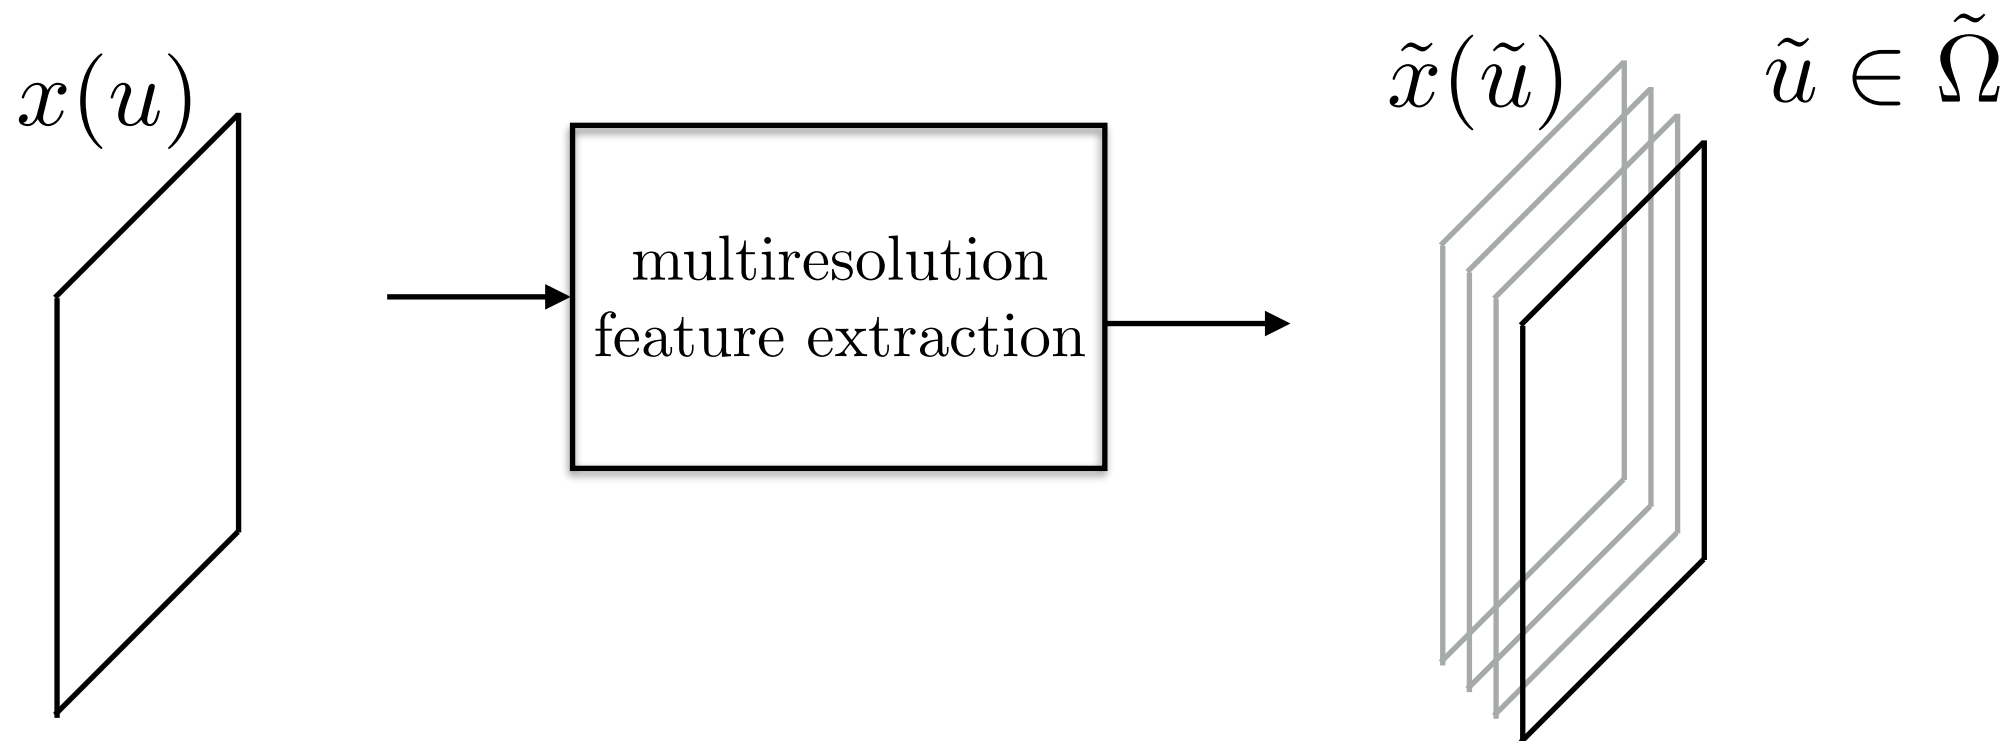 x(u)
x̃(ũ)
ũ ∈ Ω̃
multiresolution
feature extraction